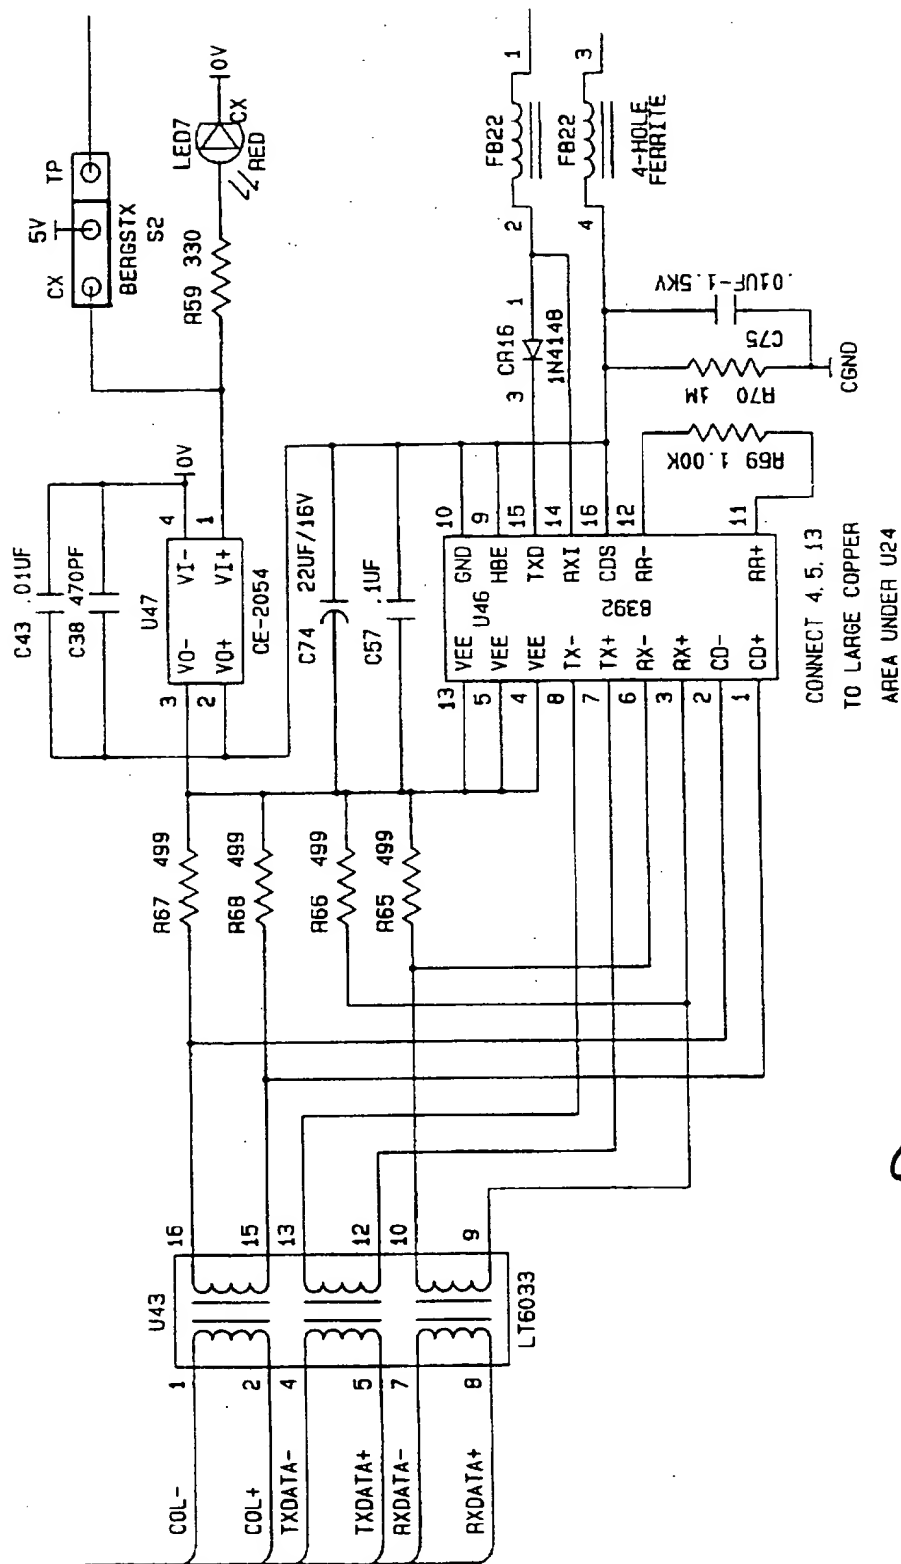 COL-
COL+
TXDATA-
TXDATA+
RXDATA-
RXDATA+
U43
1
2
4
5
7
8
16
15
13
12
10
9
LT6033
R67 499
R68 499
R66 499
R65 499
C43 .01UF
C38 470PF
U47
3 VO- VI- 4
2 VO+ VI+ 1
CE-2054
0V
C74 22UF/16V
C57 .1UF
CX 5V TP
BERGSTX
S2
R59 330
LED7
CX
RED
0V
13 VEE GND 10
5 VEE U46 HBE 9
4 VEE TXD 15
8 TX- RXI 14
7 TX+ 8392 CDS 16
6 RX- RR- 12
3 RX+
2 CD-
1 CD+ RR+ 11
CONNECT 4, 5, 13
TO LARGE COPPER
AREA UNDER U24
3 CR16 1
1N4148
2 FB22 1
4 FB22 3
4-HOLE
FERRITE
C75 .01UF-1.5KV
R70 1M
R69 1.00K
CGND